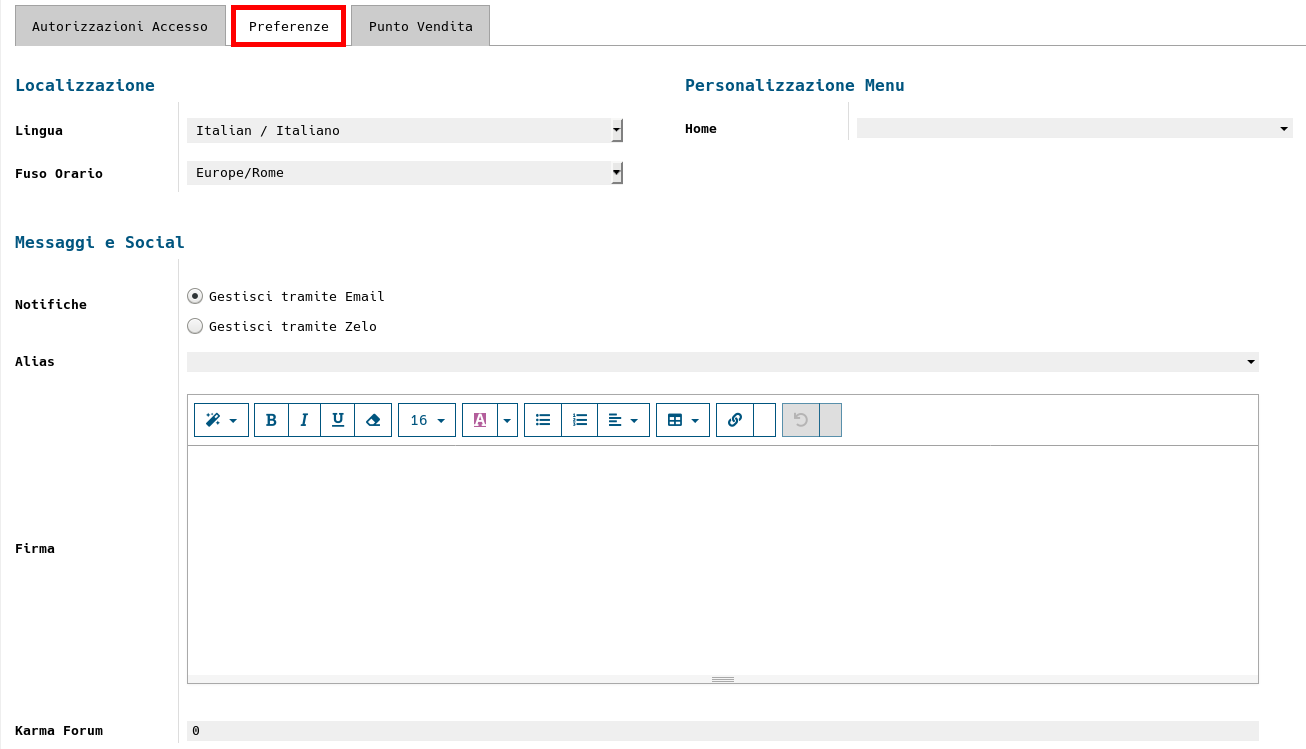 Autorizzazioni Accesso
Preferenze
Punto Vendita
Localizzazione
Lingua
Italian / Italiano
Fuso Orario
Europe/Rome
Personalizzazione Menu
Home
Messaggi e Social
Notifiche
Gestisci tramite Email
Gestisci tramite Zelo
Alias
B I U 16 A
Firma
Karma Forum
0